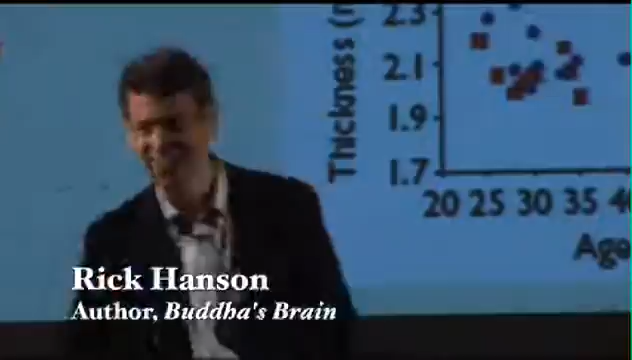 Thickness (m
2.3
2.1
1.9
1.7
20 25 30 35 40
Age
Rick Hanson
Author, Buddha's Brain